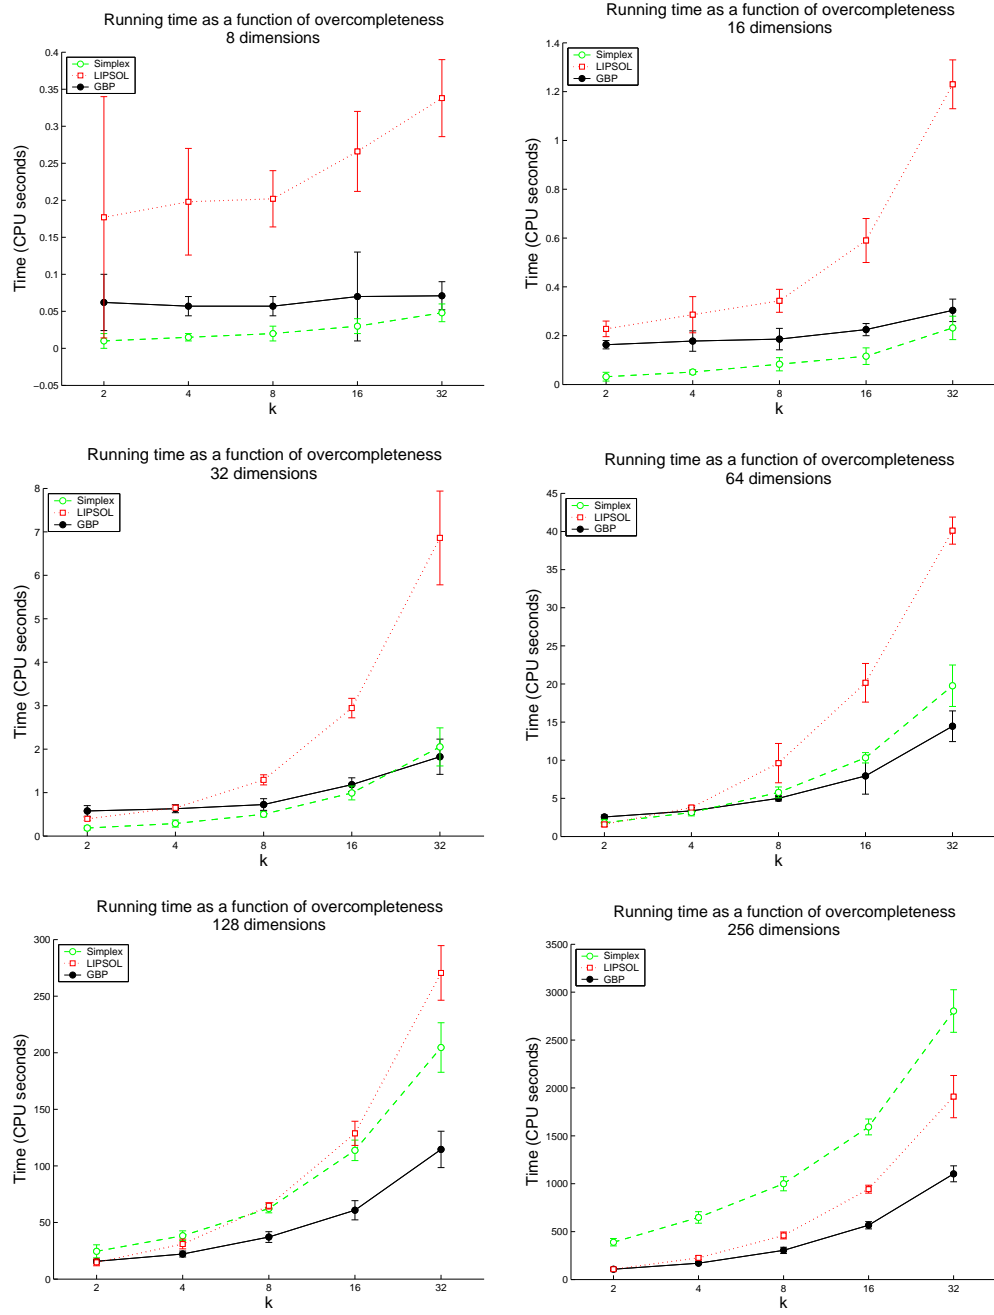 Running time as a function of overcompleteness
8 dimensions
0.4
0.35
0.3
0.25
0.2
0.15
0.1
0.05
0
−0.05
Time (CPU seconds)
Simplex
LIPSOL
GBP
2
4
8
16
32
k
Running time as a function of overcompleteness
16 dimensions
1.4
1.2
1
0.8
0.6
0.4
0.2
0
Time (CPU seconds)
Simplex
LIPSOL
GBP
2
4
8
16
32
k
Running time as a function of overcompleteness
32 dimensions
8
7
6
5
4
3
2
1
0
Time (CPU seconds)
Simplex
LIPSOL
GBP
2
4
8
16
32
k
Running time as a function of overcompleteness
64 dimensions
45
40
35
30
25
20
15
10
5
0
Time (CPU seconds)
Simplex
LIPSOL
GBP
2
4
8
16
32
k
Running time as a function of overcompleteness
128 dimensions
300
250
200
150
100
50
0
Time (CPU seconds)
Simplex
LIPSOL
GBP
2
4
8
16
32
k
Running time as a function of overcompleteness
256 dimensions
3500
3000
2500
2000
1500
1000
500
0
Time (CPU seconds)
Simplex
LIPSOL
GBP
2
4
8
16
32
k